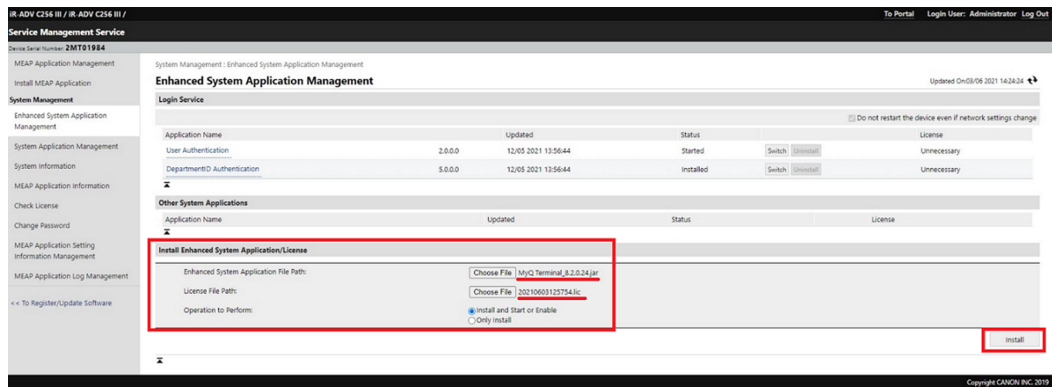 iR-ADV C256 III / iR-ADV C256 III /
To Portal Login User: Administrator Log Out
Service Management Service
Device Serial Number: 2MT01984
MEAP Application Management
Install MEAP Application
System Management
Enhanced System Application
Management
System Application Management
System Information
MEAP Application Information
Check License
Change Password
MEAP Application Setting
Information Management
MEAP Application Log Management
<< To Register/Update Software
System Management : Enhanced System Application Management
Enhanced System Application Management
Updated On:03/06 2021 14:24:24
Login Service
Do not restart the device even if network settings change
Application Name Updated Status License
User Authentication 2.0.0.0 12/05 2021 13:56:44 Started Switch Uninstall Unnecessary
DepartmentID Authentication 5.0.0.0 12/05 2021 13:56:44 Installed Switch Uninstall Unnecessary
Other System Applications
Application Name Updated Status License
Install Enhanced System Application/License
Enhanced System Application File Path: Choose File MyQ Terminal_8.2.0.24.jar
License File Path: Choose File 20210603125754.lic
Operation to Perform: Install and Start or Enable
Only Install
Install
Copyright CANON INC. 2019